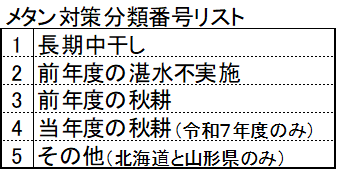 メタン対策分類番号リスト
1 長期中干し
2 前年度の湛水不実施
3 前年度の秋耕
4 当年度の秋耕(令和7年度のみ)
5 その他(北海道と山形県のみ)